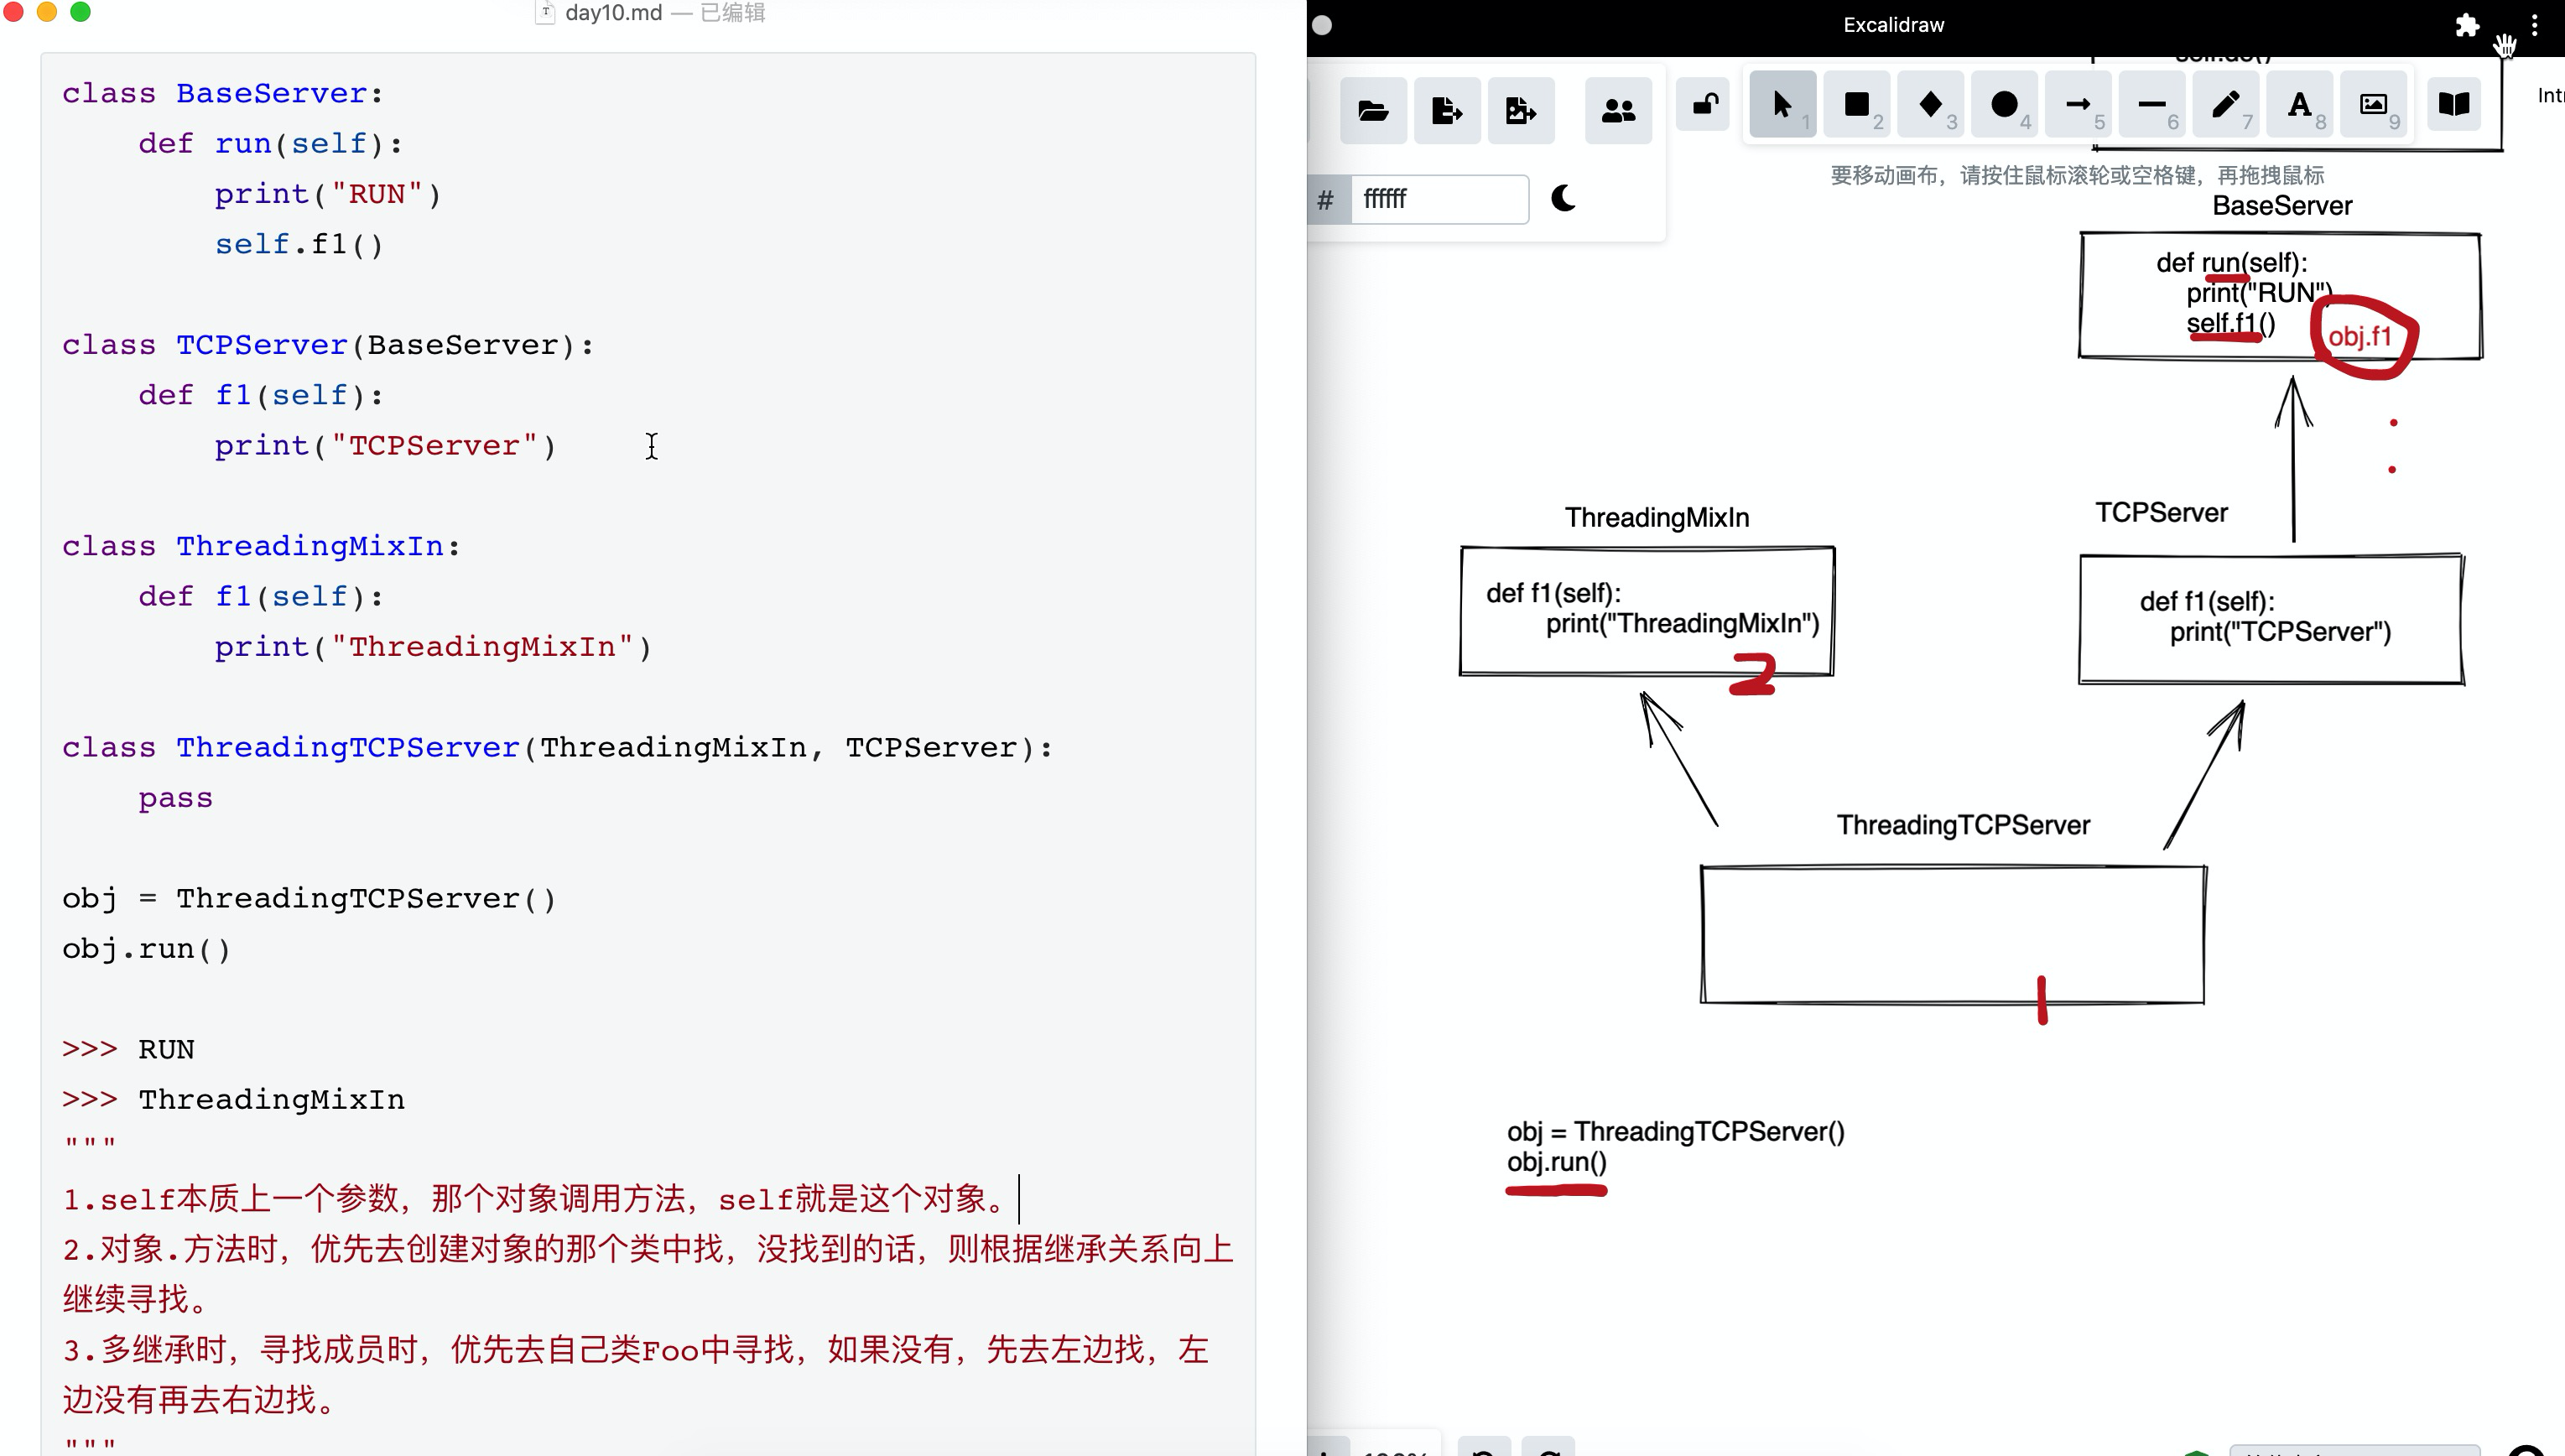 day10.md — 已编辑
class BaseServer:
    def run(self):
        print("RUN")
        self.f1()
class TCPServer(BaseServer):
    def f1(self):
        print("TCPServer")
class ThreadingMixIn:
    def f1(self):
        print("ThreadingMixIn")
class ThreadingTCPServer(ThreadingMixIn, TCPServer):
    pass
obj = ThreadingTCPServer()
obj.run()
>>> RUN
>>> ThreadingMixIn
"""
1.self本质上一个参数，那个对象调用方法，self就是这个对象。
2.对象.方法时，优先去创建对象的那个类中找，没找到的话，则根据继承关系向上
继续寻找。
3.多继承时，寻找成员时，优先去自己类Foo中寻找，如果没有，先去左边找，左
边没有再去右边找。
"""
Excalidraw
1
2
3
4
5
6
7
A 8
9
# ffffff
要移动画布，请按住鼠标滚轮或空格键，再拖拽鼠标
BaseServer
def run(self):
print("RUN")
self.f1()
obj.f1
ThreadingMixIn
def f1(self):
print("ThreadingMixIn")
2
TCPServer
def f1(self):
print("TCPServer")
ThreadingTCPServer
1
obj = ThreadingTCPServer()
obj.run()